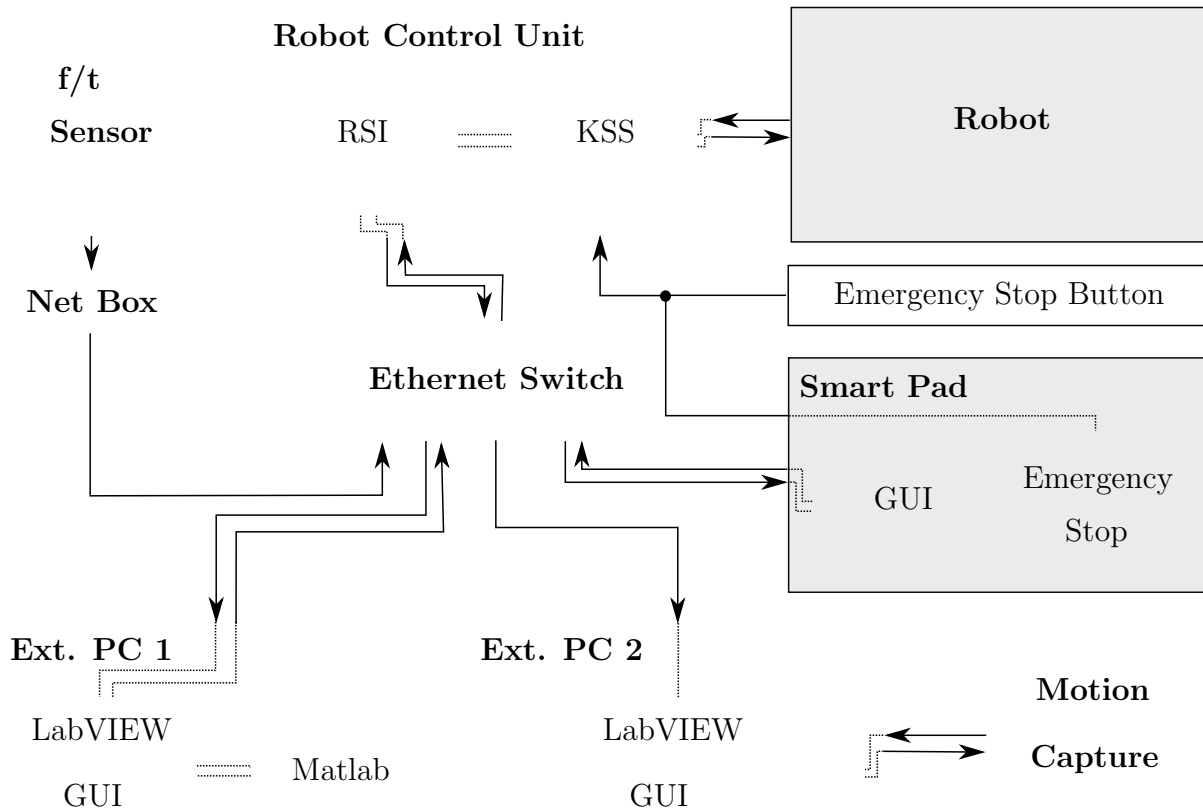 Robot Control Unit
f/t
Sensor
RSI
KSS
Robot
Net Box
Emergency Stop Button
Ethernet Switch
Smart Pad
GUI
Emergency
Stop
Ext. PC 1
Ext. PC 2
LabVIEW
GUI
Matlab
LabVIEW
GUI
Motion
Capture